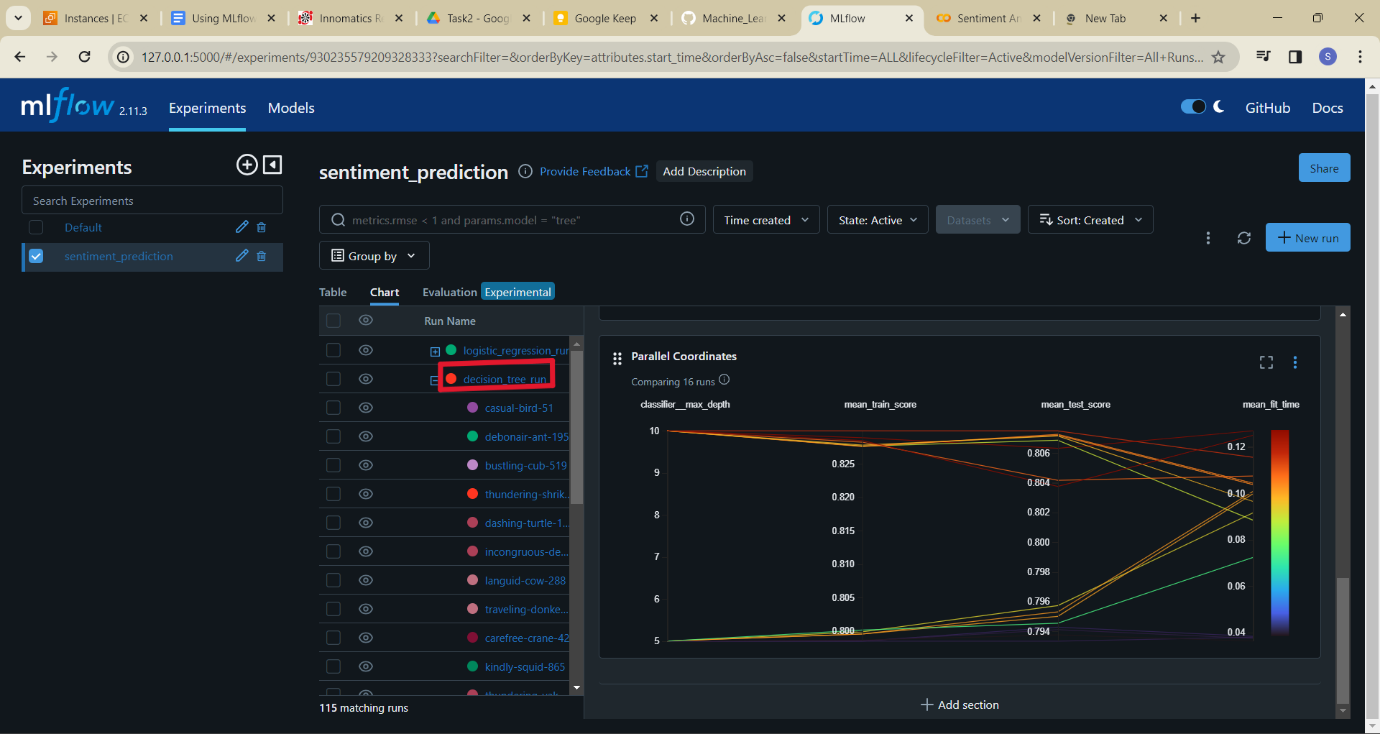 Instances | EC
Using MLflow
Innomatics R
Task2 - Goog
Google Keep
Machine_Lea
MLflow
Sentiment An
New Tab
127.0.0.1:5000/#/experiments/930235579209328333?searchFilter=&orderByKey=attributes.start_time&orderByAsc=false&startTime=ALL&lifecycleFilter=Active&modelVersionFilter=All+Runs...
S
mlflow 2.11.3 Experiments Models GitHub Docs
Experiments
Search Experiments
Default
sentiment_prediction
sentiment_prediction Provide Feedback Add Description Share
metrics.rmse < 1 and params.model = "tree" Time created State: Active Datasets Sort: Created
+ New run
Group by
Table Chart Evaluation Experimental
Run Name
logistic_regression_run
decision_tree_run
casual-bird-51
debonair-ant-195
bustling-cub-519
thundering-shrik...
dashing-turtle-1...
incongruous-de...
languid-cow-288
traveling-donke...
carefree-crane-42
kindly-squid-865
115 matching runs
Parallel Coordinates
Comparing 16 runs
classifier__max_depth mean_train_score mean_test_score mean_fit_time
10
9
8
7
6
5
0.825
0.820
0.815
0.810
0.805
0.800
0.806
0.804
0.802
0.800
0.798
0.796
0.794
0.12
0.10
0.08
0.06
0.04
+ Add section